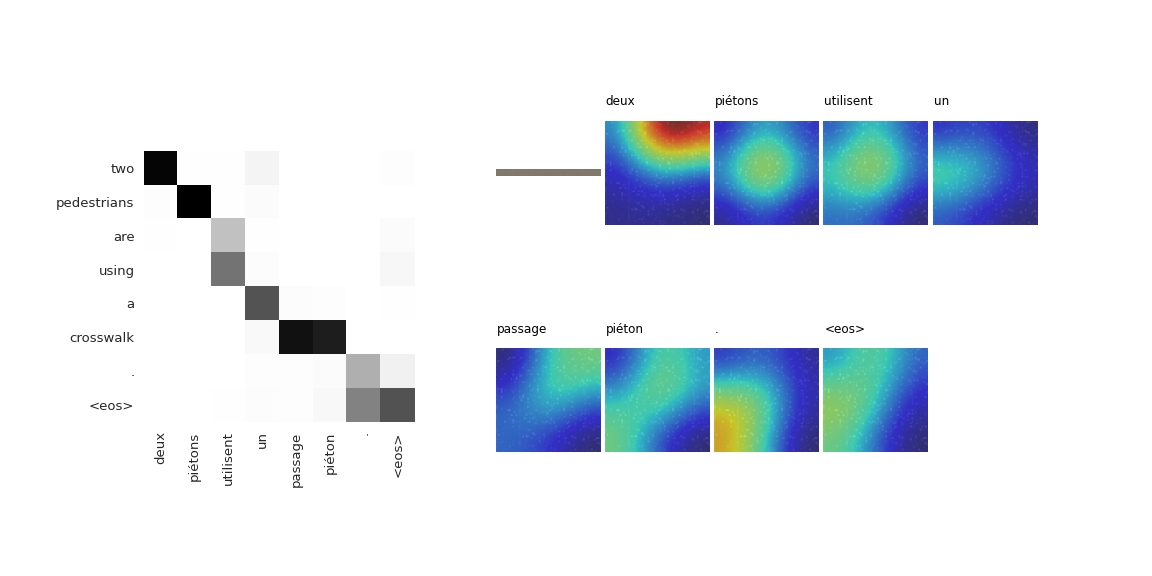 two
pedestrians
are
using
a
crosswalk
.
<eos>
deux
piétons
utilisent
un
passage
piéton
.
<eos>
deux piétons utilisent un
passage piéton . <eos>